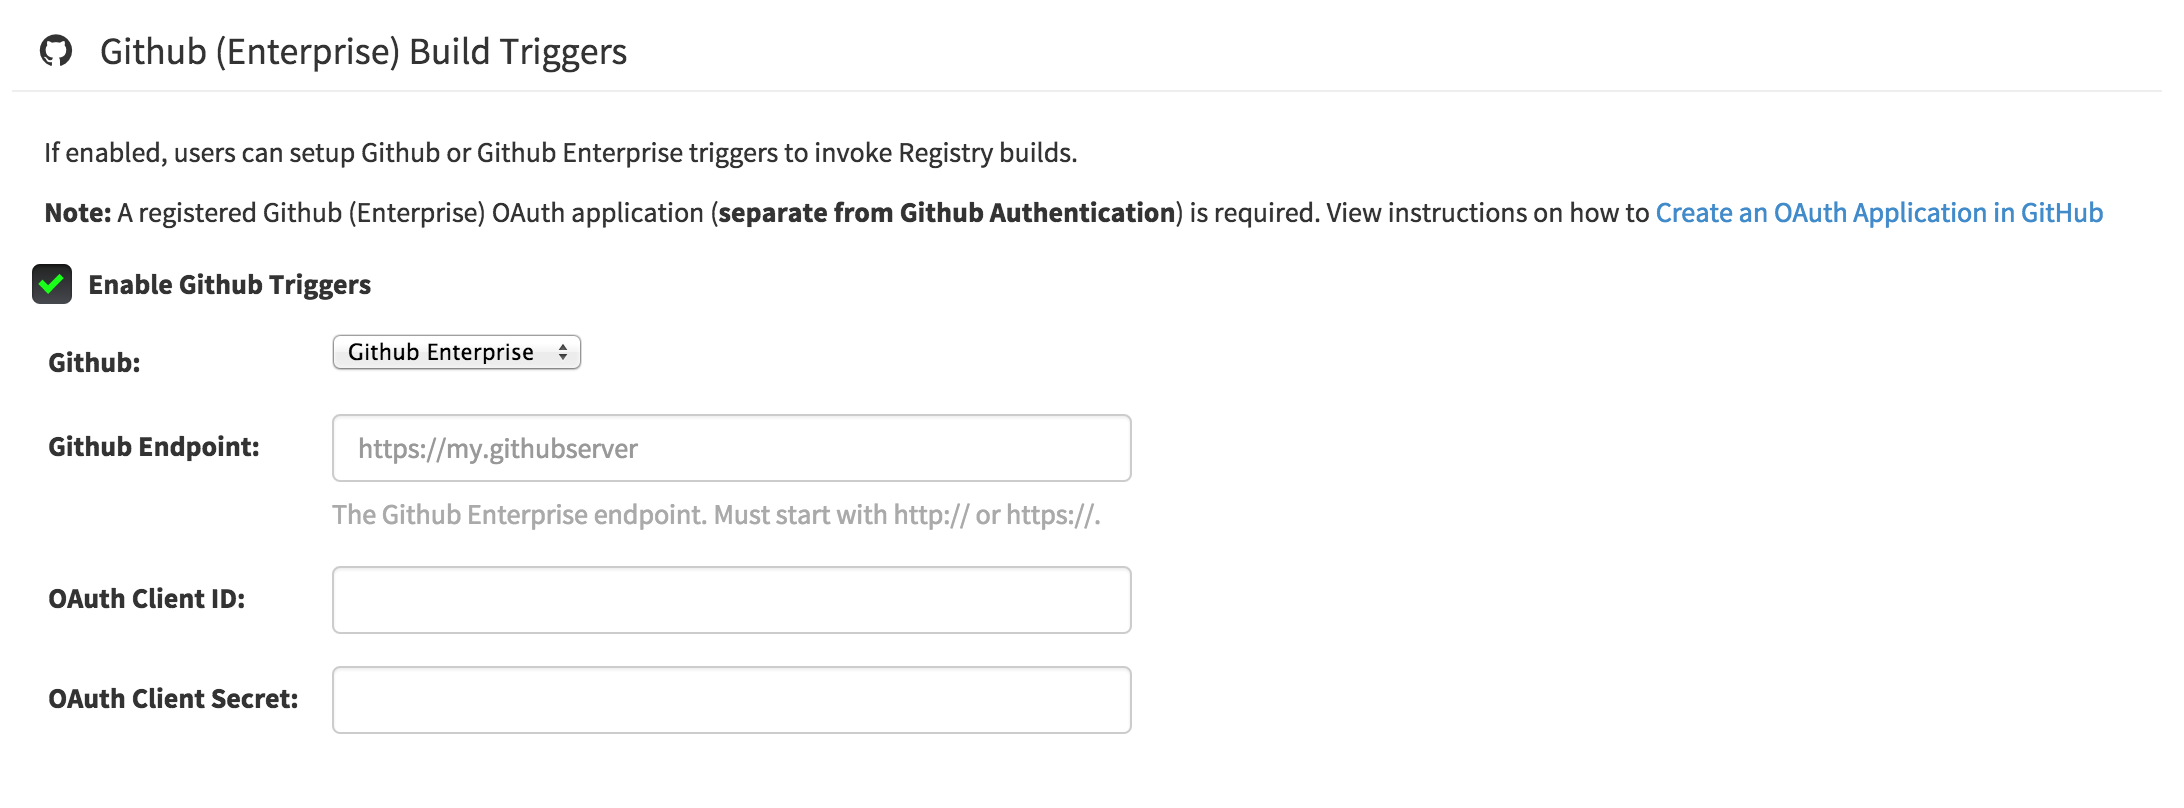 Github (Enterprise) Build Triggers
If enabled, users can setup Github or Github Enterprise triggers to invoke Registry builds.
Note: A registered Github (Enterprise) OAuth application (separate from Github Authentication) is required. View instructions on how to Create an OAuth Application in GitHub
Enable Github Triggers
Github: Github Enterprise
Github Endpoint: https://my.githubserver
The Github Enterprise endpoint. Must start with http:// or https://.
OAuth Client ID:
OAuth Client Secret: